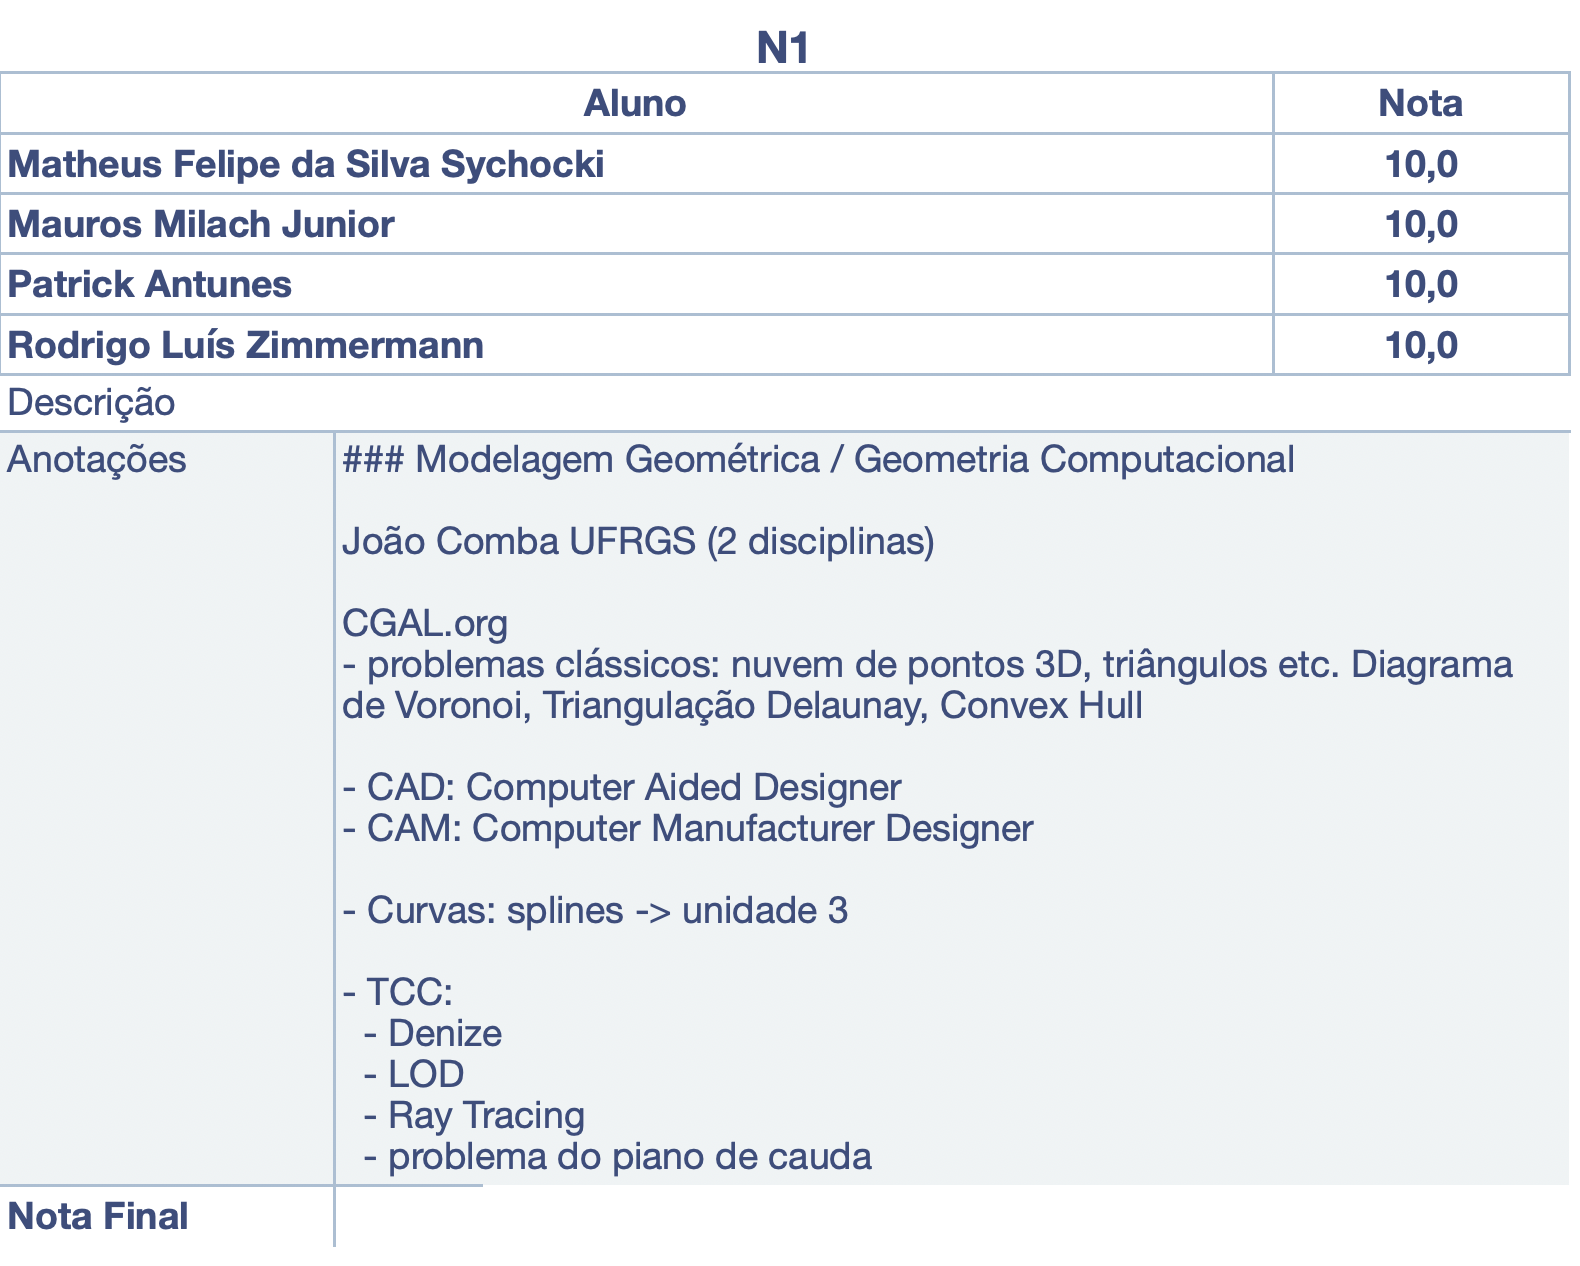 N1
Aluno Nota
Matheus Felipe da Silva Sychocki 10,0
Mauros Milach Junior 10,0
Patrick Antunes 10,0
Rodrigo Luís Zimmermann 10,0
Descrição
Anotações ### Modelagem Geométrica / Geometria Computacional
João Comba UFRGS (2 disciplinas)
CGAL.org
- problemas clássicos: nuvem de pontos 3D, triângulos etc. Diagrama
de Voronoi, Triangulação Delaunay, Convex Hull
- CAD: Computer Aided Designer
- CAM: Computer Manufacturer Designer
- Curvas: splines -> unidade 3
- TCC:
- Denize
- LOD
- Ray Tracing
- problema do piano de cauda
Nota Final